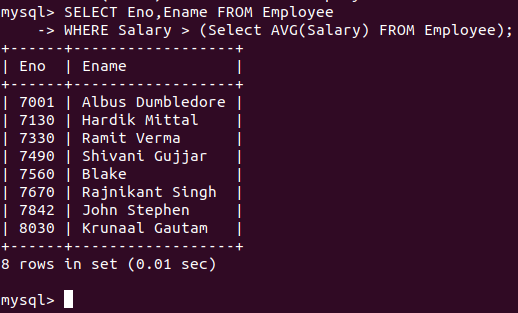 mysql> SELECT Eno,Ename FROM Employee
    -> WHERE Salary > (Select AVG(Salary) FROM Employee);
+------+------------------+
| Eno  | Ename            |
+------+------------------+
| 7001 | Albus Dumbledore |
| 7130 | Hardik Mittal    |
| 7330 | Ramit Verma      |
| 7490 | Shivani Gujjar   |
| 7560 | Blake            |
| 7670 | Rajnikant Singh  |
| 7842 | John Stephen     |
| 8030 | Krunaal Gautam   |
+------+------------------+
8 rows in set (0.01 sec)

mysql>